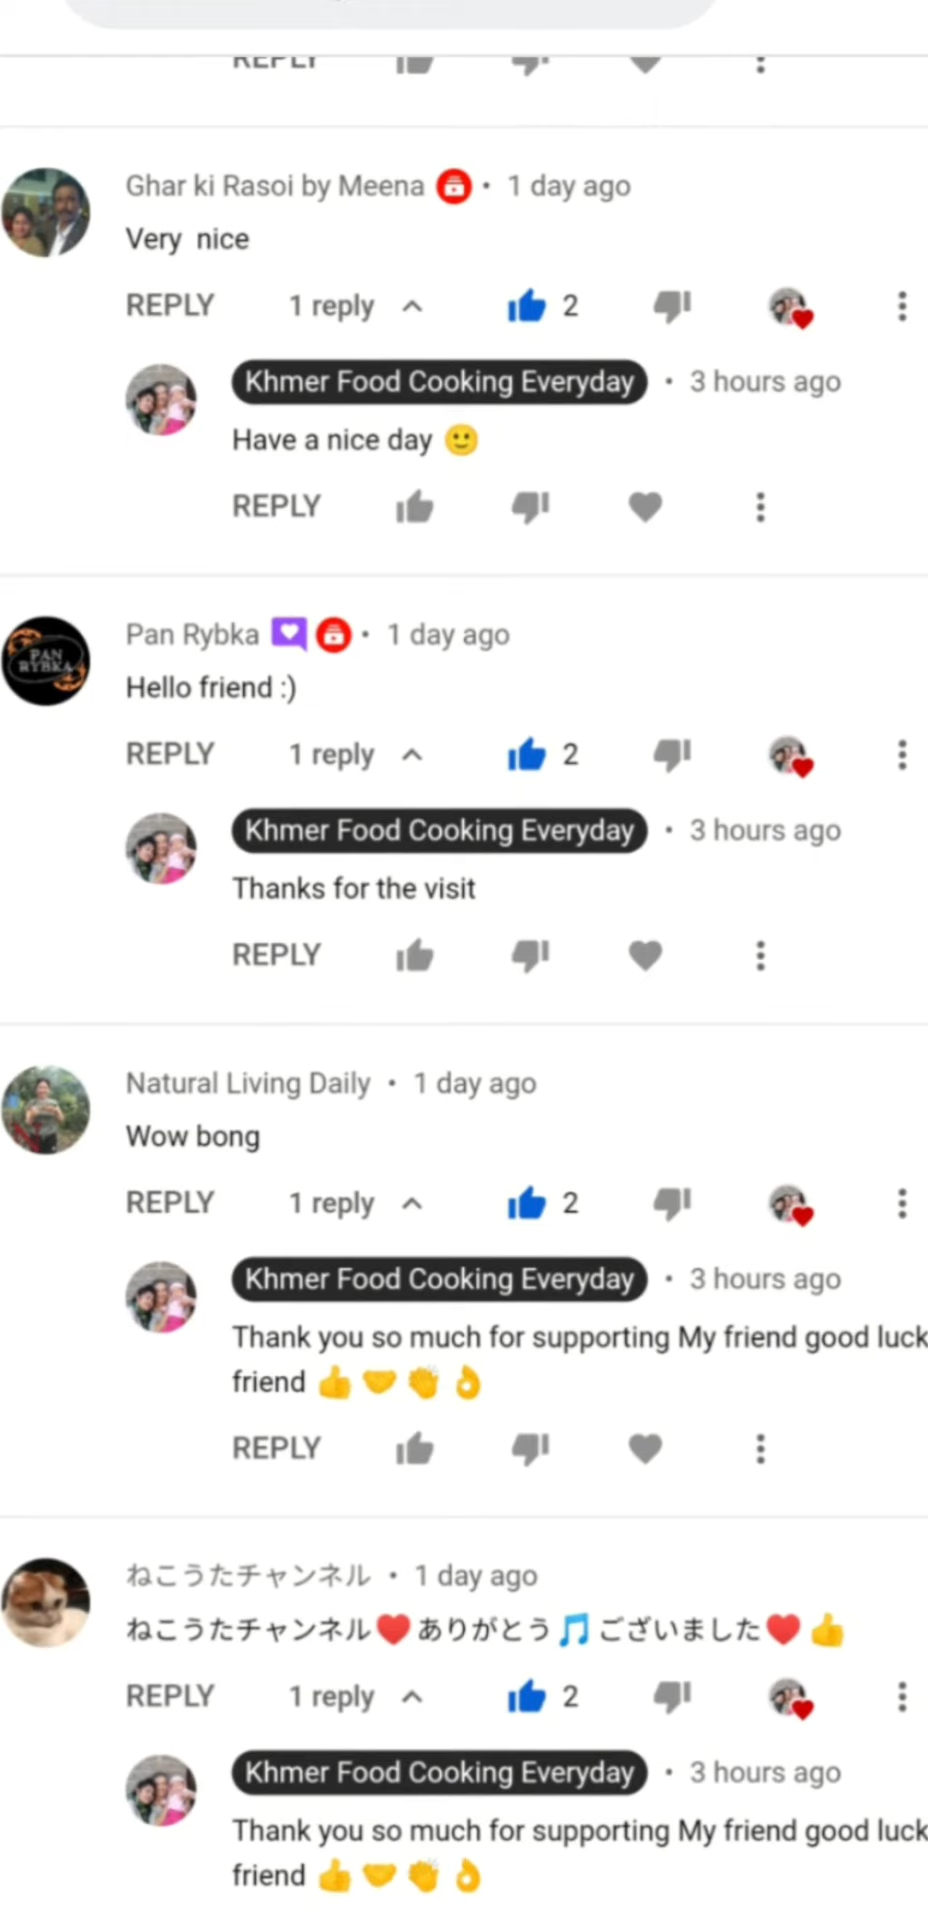 REPLY
Ghar ki Rasoi by Meena • 1 day ago
Very nice
REPLY 1 reply 2
Khmer Food Cooking Everyday • 3 hours ago
Have a nice day 🙂
REPLY
PAN
RYBKA
Pan Rybka • 1 day ago
Hello friend :)
REPLY 1 reply 2
Khmer Food Cooking Everyday • 3 hours ago
Thanks for the visit
REPLY
Natural Living Daily • 1 day ago
Wow bong
REPLY 1 reply 2
Khmer Food Cooking Everyday • 3 hours ago
Thank you so much for supporting My friend good luck
friend 👍🤝👏👌
REPLY
ねこうたチャンネル • 1 day ago
ねこうたチャンネル❤️ありがとう🎵ございました❤️👍
REPLY 1 reply 2
Khmer Food Cooking Everyday • 3 hours ago
Thank you so much for supporting My friend good luck
friend 👍🤝👏👌